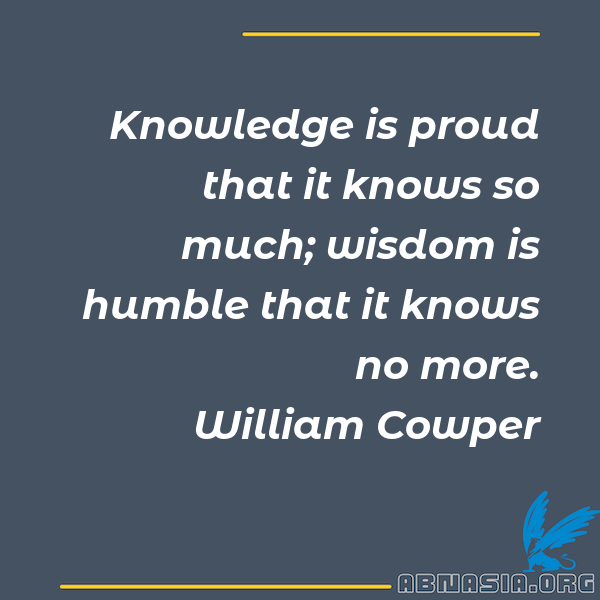 Knowledge is proud
that it knows so
much; wisdom is
humble that it knows
no more.
William Cowper
ABNASIA.ORG